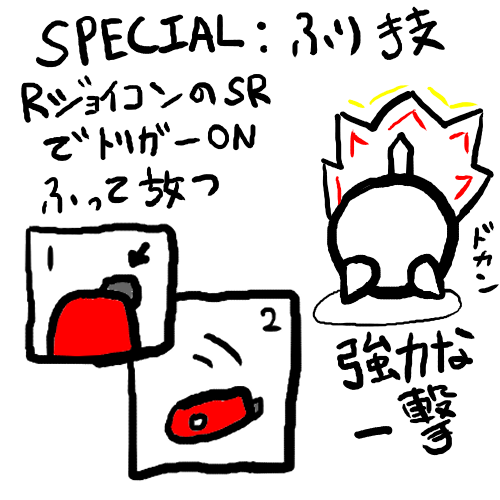 SPECIAL:ふり技
RジョイコンのSR
でトリガーON
ふって放つ
1
2
ドカン
強力な
一撃